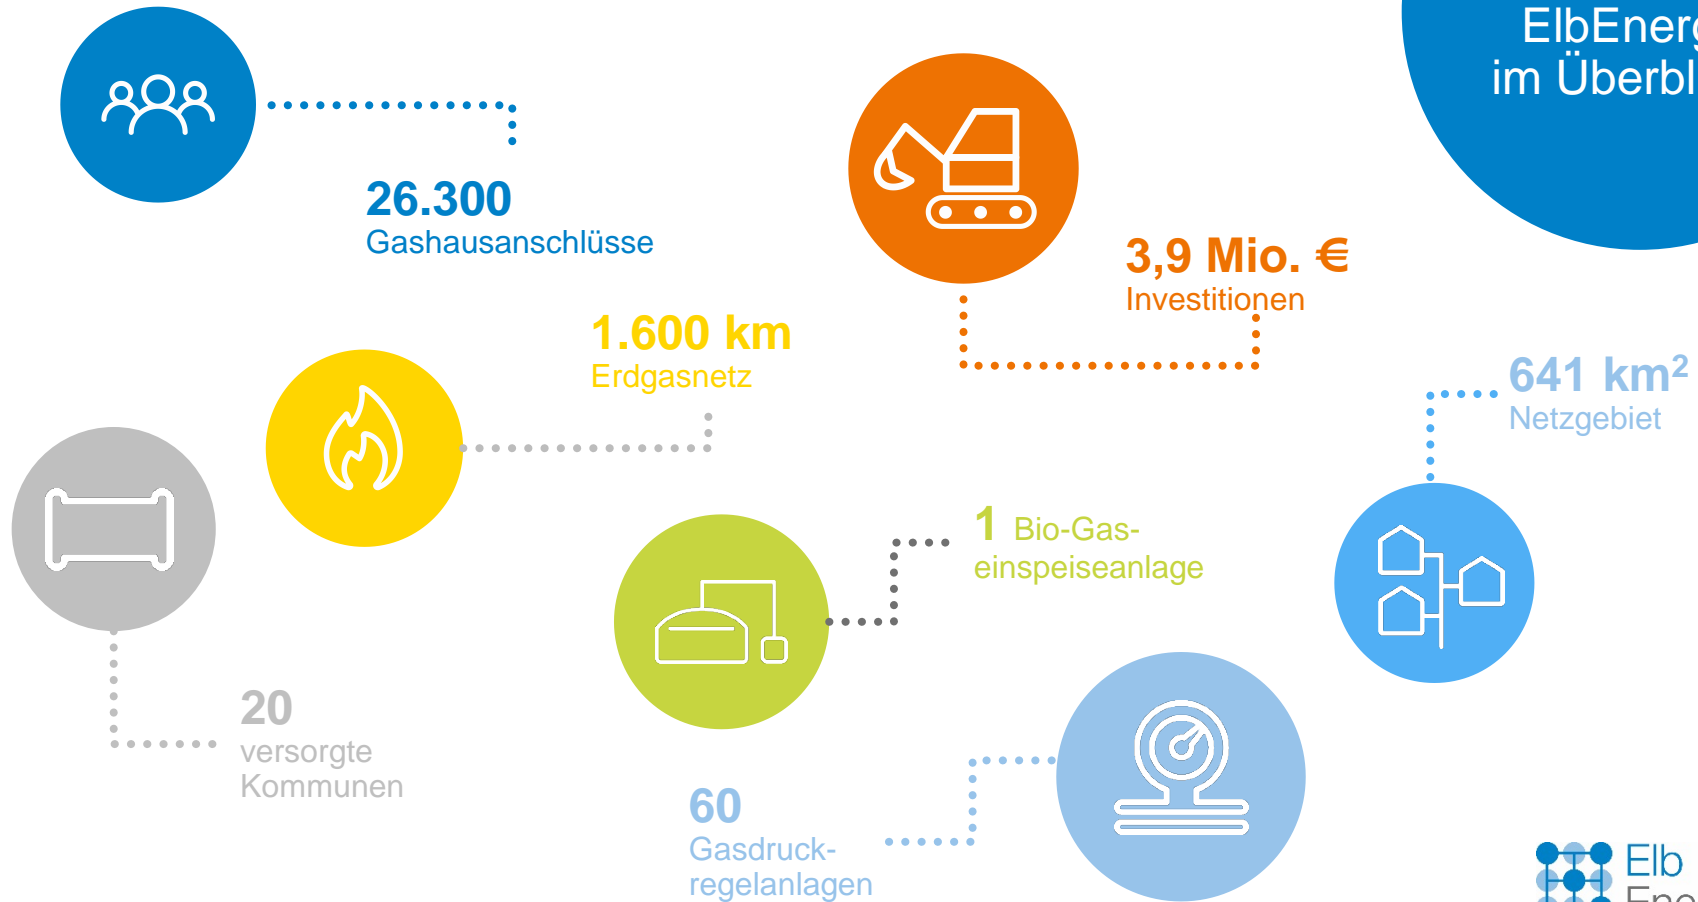 ElbEnerg
im Überbl
26.300
Gashausanschlüsse
3,9 Mio. €
Investitionen
1.600 km
Erdgasnetz
641 km²
Netzgebiet
1 Bio-Gas-
einspeiseanlage
20
versorgte
Kommunen
60
Gasdruck-
regelanlagen
Elb
Ene